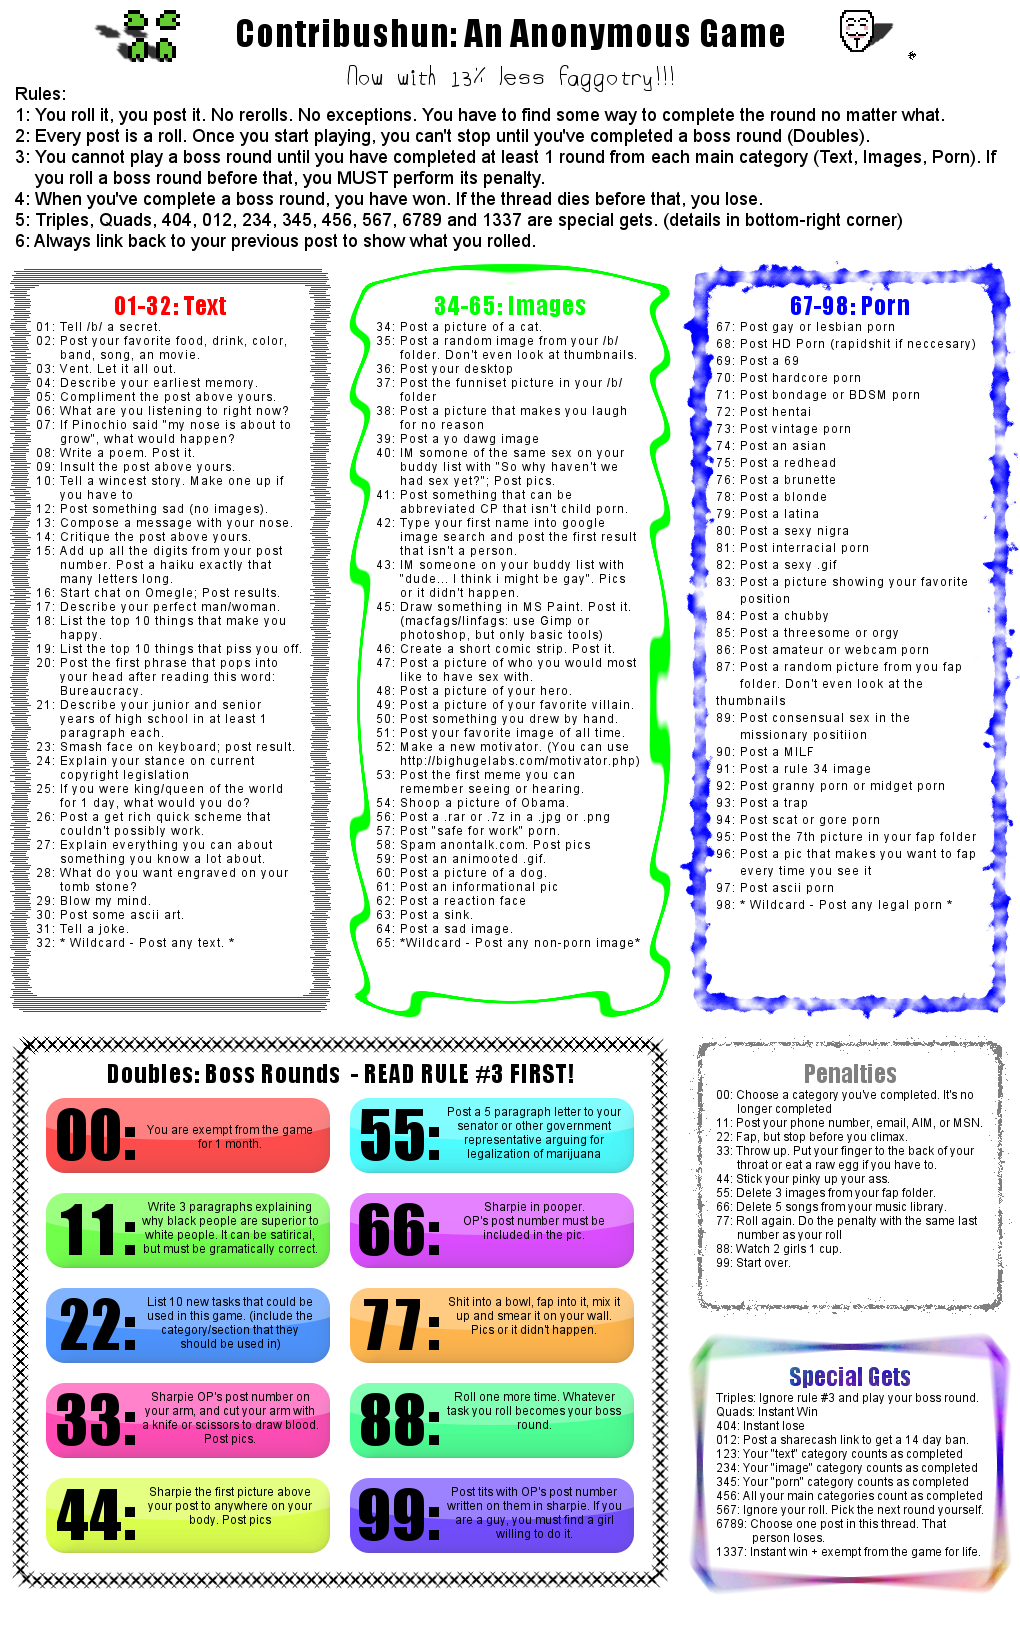 Contribushun: An Anonymous Game
Now with 13% less faggotry!!!
Rules:
1: You roll it, you post it. No rerolls. No exceptions. You have to find some way to complete the round no matter what.
2: Every post is a roll. Once you start playing, you can't stop until you've completed a boss round (Doubles).
3: You cannot play a boss round until you have completed at least 1 round from each main category (Text, Images, Porn). If
you roll a boss round before that, you MUST perform its penalty.
4: When you've complete a boss round, you have won. If the thread dies before that, you lose.
5: Triples, Quads, 404, 012, 234, 345, 456, 567, 6789 and 1337 are special gets. (details in bottom-right corner)
6: Always link back to your previous post to show what you rolled.
01-32: Text
01: Tell /b/ a secret.
02: Post your favorite food, drink, color,
band, song, an movie.
03: Vent. Let it all out.
04: Describe your earliest memory.
05: Compliment the post above yours.
06: What are you listening to right now?
07: If Pinochio said "my nose is about to
grow", what would happen?
08: Write a poem. Post it.
09: Insult the post above yours.
10: Tell a wincest story. Make one up if
you have to
12: Post something sad (no images).
13: Compose a message with your nose.
14: Critique the post above yours.
15: Add up all the digits from your post
number. Post a haiku exactly that
many letters long.
16: Start chat on Omegle; Post results.
17: Describe your perfect man/woman.
18: List the top 10 things that make you
happy.
19: List the top 10 things that piss you off.
20: Post the first phrase that pops into
your head after reading this word:
Bureaucracy.
21: Describe your junior and senior
years of high school in at least 1
paragraph each.
23: Smash face on keyboard; post result.
24: Explain your stance on current
copyright legislation
25: If you were king/queen of the world
for 1 day, what would you do?
26: Post a get rich quick scheme that
couldn't possibly work.
27: Explain everything you can about
something you know a lot about.
28: What do you want engraved on your
tomb stone?
29: Blow my mind.
30: Post some ascii art.
31: Tell a joke.
32: * Wildcard - Post any text. *
34-65: Images
34: Post a picture of a cat.
35: Post a random image from your /b/
folder. Don't even look at thumbnails.
36: Post your desktop
37: Post the funniset picture in your /b/
folder
38: Post a picture that makes you laugh
for no reason
39: Post a yo dawg image
40: IM somone of the same sex on your
buddy list with "So why haven't we
had sex yet?"; Post pics.
41: Post something that can be
abbreviated CP that isn't child porn.
42: Type your first name into google
image search and post the first result
that isn't a person.
43: IM someone on your buddy list with
"dude... I think i might be gay". Pics
or it didn't happen.
45: Draw something in MS Paint. Post it.
(macfags/linfags: use Gimp or
photoshop, but only basic tools)
46: Create a short comic strip. Post it.
47: Post a picture of who you would most
like to have sex with.
48: Post a picture of your hero.
49: Post a picture of your favorite villain.
50: Post something you drew by hand.
51: Post your favorite image of all time.
52: Make a new motivator. (You can use
http://bighugelabs.com/motivator.php)
53: Post the first meme you can
remember seeing or hearing.
54: Shoop a picture of Obama.
56: Post a .rar or .7z in a .jpg or .png
57: Post "safe for work" porn.
58: Spam anontalk.com. Post pics
59: Post an animooted .gif.
60: Post a picture of a dog.
61: Post an informational pic
62: Post a reaction face
63: Post a sink.
64: Post a sad image.
65: *Wildcard - Post any non-porn image*
67-98: Porn
67: Post gay or lesbian porn
68: Post HD Porn (rapidshit if neccesary)
69: Post a 69
70: Post hardcore porn
71: Post bondage or BDSM porn
72: Post hentai
73: Post vintage porn
74: Post an asian
75: Post a redhead
76: Post a brunette
78: Post a blonde
79: Post a latina
80: Post a sexy nigra
81: Post interracial porn
82: Post a sexy .gif
83: Post a picture showing your favorite
position
84: Post a chubby
85: Post a threesome or orgy
86: Post amateur or webcam porn
87: Post a random picture from you fap
folder. Don't even look at the
thumbnails
89: Post consensual sex in the
missionary positiion
90: Post a MILF
91: Post a rule 34 image
92: Post granny porn or midget porn
93: Post a trap
94: Post scat or gore porn
95: Post the 7th picture in your fap folder
96: Post a pic that makes you want to fap
every time you see it
97: Post ascii porn
98: * Wildcard - Post any legal porn *
Doubles: Boss Rounds - READ RULE #3 FIRST!
00:
You are exempt from the game
for 1 month.
55:
Post a 5 paragraph letter to your
senator or other government
representative arguing for
legalization of marijuana
11:
Write 3 paragraphs explaining
why black people are superior to
white people. It can be satirical,
but must be gramatically correct.
66:
Sharpie in pooper.
OP's post number must be
included in the pic.
22:
List 10 new tasks that could be
used in this game. (include the
category/section that they
should be used in)
77:
Shit into a bowl, fap into it, mix it
up and smear it on your wall.
Pics or it didn't happen.
33:
Sharpie OP's post number on
your arm, and cut your arm with
a knife or scissors to draw blood.
Post pics.
88:
Roll one more time. Whatever
task you roll becomes your boss
round.
44:
Sharpie the first picture above
your post to anywhere on your
body. Post pics
99:
Post tits with OP's post number
written on them in sharpie. If you
are a guy, you must find a girl
willing to do it.
Penalties
00: Choose a category you've completed. It's no
longer completed
11: Post your phone number, email, AIM, or MSN.
22: Fap, but stop before you climax.
33: Throw up. Put your finger to the back of your
throat or eat a raw egg if you have to.
44: Stick your pinky up your ass.
55: Delete 3 images from your fap folder.
66: Delete 5 songs from your music library.
77: Roll again. Do the penalty with the same last
number as your roll
88: Watch 2 girls 1 cup.
99: Start over.
Special Gets
Triples: Ignore rule #3 and play your boss round.
Quads: Instant Win
404: Instant lose
012: Post a sharecash link to get a 14 day ban.
123: Your "text" category counts as completed
234: Your "image" category counts as completed
345: Your "porn" category counts as completed
456: All your main categories count as completed
567: Ignore your roll. Pick the next round yourself.
6789: Choose one post in this thread. That
person loses.
1337: Instant win + exempt from the game for life.